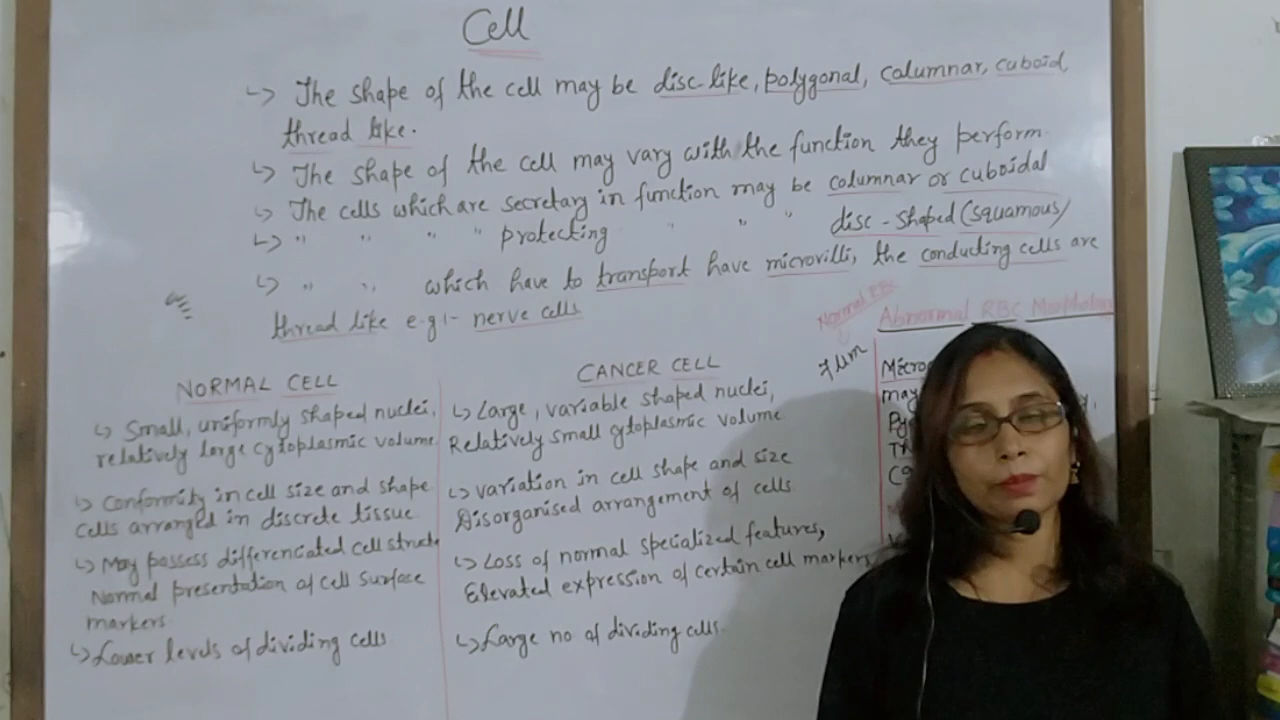 Cell
↳ The shape of the cell may be disc like, polygonal, columnar, cuboid
thread like.
↳ The shape of the cell may vary with the function they perform
↳ The cells which are secretary in function may be columnar or cuboidal
↳ " " " " protecting " " " disc-shaped (squamous)
↳ " " which have to transport have microvilli, the conducting cells are
thread like e.g:- nerve cells
NORMAL CELL
↳ Small, uniformly shaped nuclei,
relatively large cytoplasmic volume
↳ Conformity in cell size and shape
cells arranged in discrete tissue
↳ May possess differenciated cell struct
Normal presentation of cell surface
markers
↳ Lower levels of dividing cells
CANCER CELL
↳ Large, variable shaped nuclei,
Relatively small cytoplasmic volume
↳ variation in cell shape and size
Disorganised arrangement of cells
↳ Loss of normal specialized features,
Elevated expression of certain cell markers
↳ Large no of dividing cells.
Normal RBC
7 µm
Abnormal RBC Morphology
Micro
may